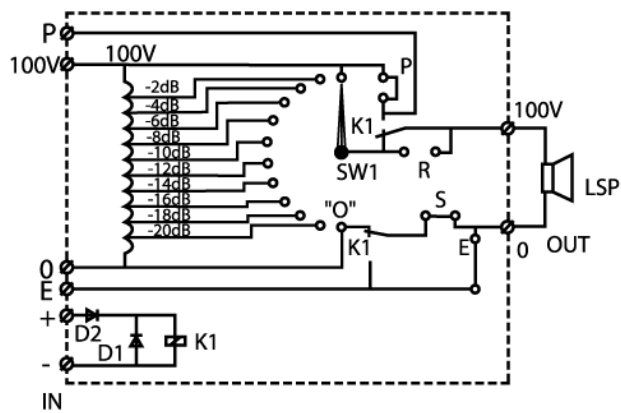 P
100V
100V
-2dB
-4dB
-6dB
-8dB
-10dB
-12dB
-14dB
-16dB
-18dB
-20dB
P
K1
SW1
R
100V
LSP
"O"
K1
S
E
0
OUT
0
E
+
D2
D1
K1
-
IN